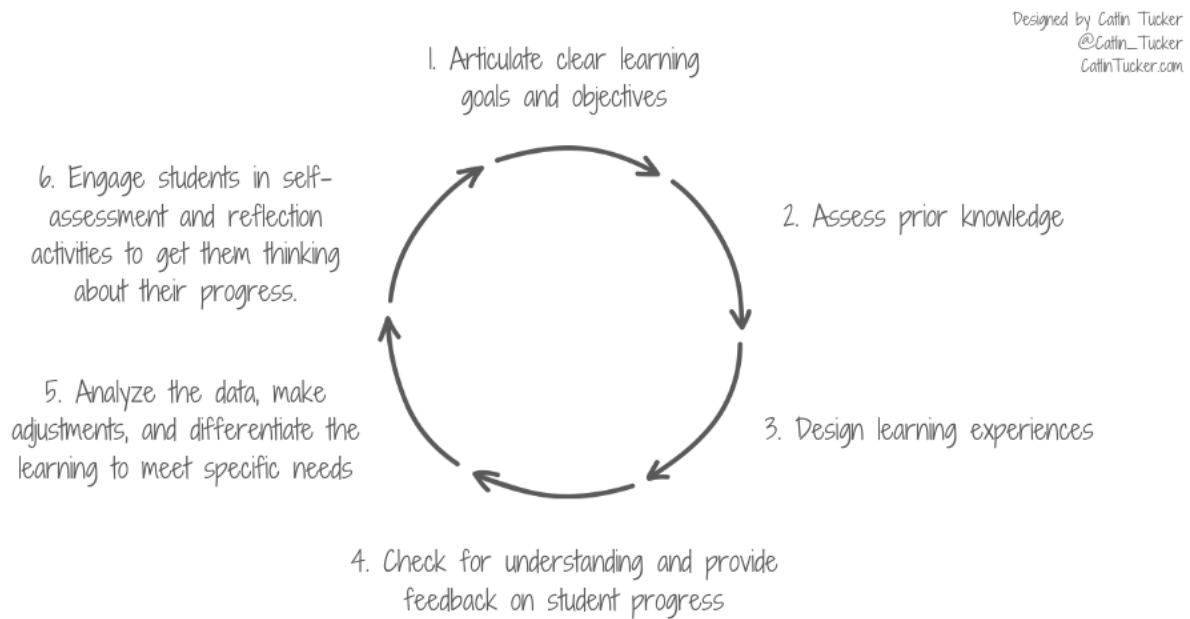 Designed by Catlin Tucker
@Catlin_Tucker
CatlinTucker.com
1. Articulate clear learning
goals and objectives
2. Assess prior knowledge
3. Design learning experiences
4. Check for understanding and provide
feedback on student progress
5. Analyze the data, make
adjustments, and differentiate the
learning to meet specific needs
6. Engage students in self-
assessment and reflection
activities to get them thinking
about their progress.